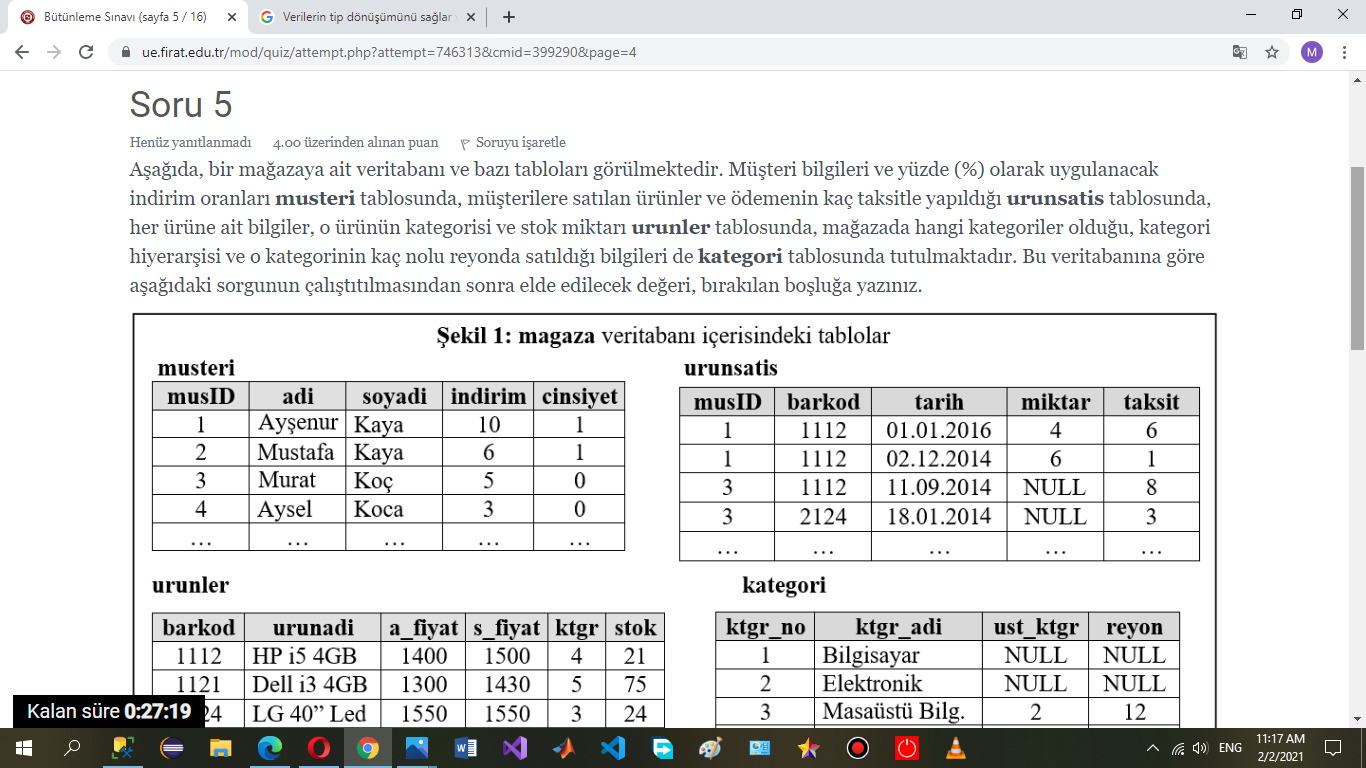 Bütünleme Sınavı (sayfa 5 / 16)
Verilerin tip dönüşümünü sağlar
ue.firat.edu.tr/mod/quiz/attempt.php?attempt=746313&cmid=399290&page=4
M
Soru 5
Henüz yanıtlanmadı 4.00 üzerinden alınan puan Soruyu işaretle
Aşağıda, bir mağazaya ait veritabanı ve bazı tabloları görülmektedir. Müşteri bilgileri ve yüzde (%) olarak uygulanacak
indirim oranları musteri tablosunda, müşterilere satılan ürünler ve ödemenin kaç taksitle yapıldığı urunsatis tablosunda,
her ürüne ait bilgiler, o ürünün kategorisi ve stok miktarı urunler tablosunda, mağazada hangi kategoriler olduğu, kategori
hiyerarşisi ve o kategorinin kaç nolu reyonda satıldığı bilgileri de kategori tablosunda tutulmaktadır. Bu veritabanına göre
aşağıdaki sorgunun çalıştıtılmasından sonra elde edilecek değeri, bırakılan boşluğa yazınız.
Şekil 1: magaza veritabanı içerisindeki tablolar
musteri
musID adi soyadi indirim cinsiyet
1 Ayşenur Kaya 10 1
2 Mustafa Kaya 6 1
3 Murat Koç 5 0
4 Aysel Koca 3 0
... ... ... ... ...
urunsatis
musID barkod tarih miktar taksit
1 1112 01.01.2016 4 6
1 1112 02.12.2014 6 1
3 1112 11.09.2014 NULL 8
3 2124 18.01.2014 NULL 3
... ... ... ... ...
urunler
barkod urunadi a_fiyat s_fiyat ktgr stok
1112 HP i5 4GB 1400 1500 4 21
1121 Dell i3 4GB 1300 1430 5 75
24 LG 40” Led 1550 1550 3 24
kategori
ktgr_no ktgr_adi ust_ktgr reyon
1 Bilgisayar NULL NULL
2 Elektronik NULL NULL
3 Masaüstü Bilg. 2 12
Kalan süre 0:27:19
ENG
11:17 AM
2/2/2021